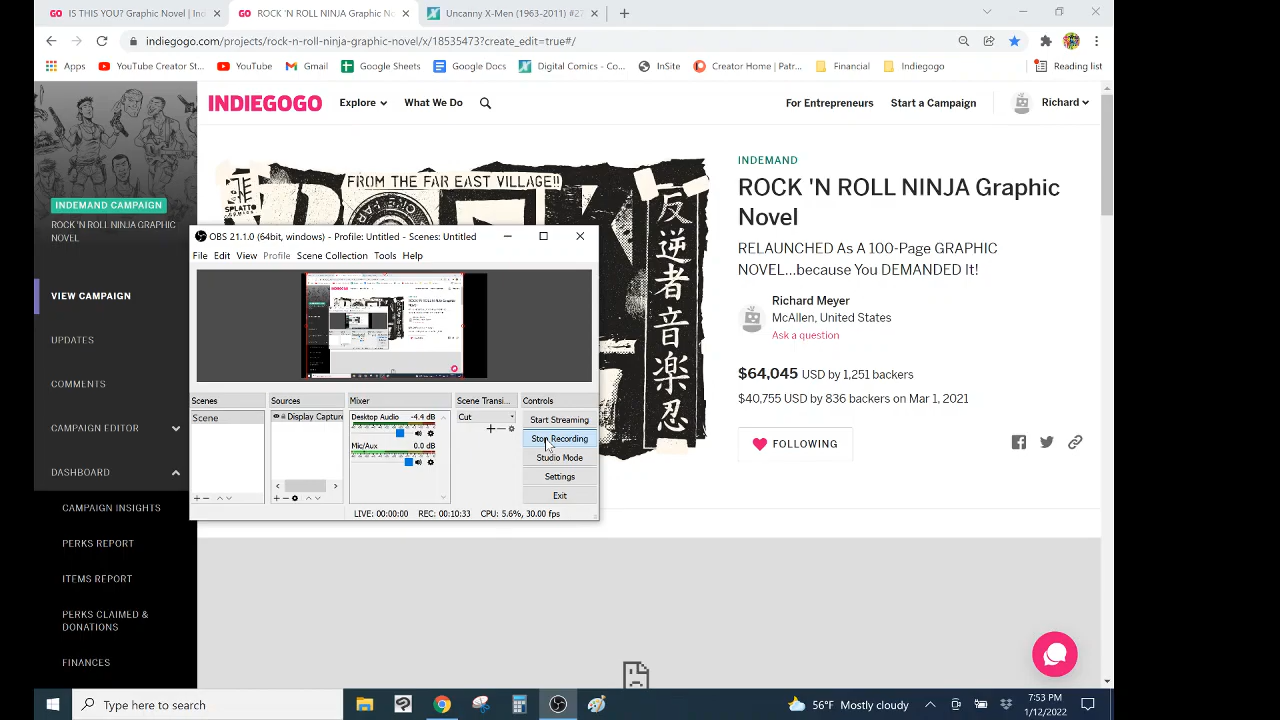 IS THIS YOU? Graphic Novel | Ind
ROCK 'N ROLL NINJA Graphic No
Uncanny X-Men (1963-2011) #27
indiegogo.com/projects/rock-n-roll-ninja-graphic-novel/x/18535473?create_edit=true#/
Apps
YouTube Creator St...
YouTube
Gmail
Google Sheets
Google Docs
Digital Comics - Co...
InSite
Creator Home | Patr...
Financial
Indiegogo
Reading list
INDIEGOGO
Explore
What We Do
For Entrepreneurs
Start a Campaign
Richard
INDEMAND CAMPAIGN
ROCK 'N ROLL NINJA GRAPHIC
NOVEL
VIEW CAMPAIGN
UPDATES
COMMENTS
CAMPAIGN EDITOR
DASHBOARD
CAMPAIGN INSIGHTS
PERKS REPORT
ITEMS REPORT
PERKS CLAIMED &
DONATIONS
FINANCES
FROM THE FAR EAST VILLAGE!!
反逆者音楽忍
INDEMAND
ROCK 'N ROLL NINJA Graphic
Novel
RELAUNCHED As A 100-Page GRAPHIC
NOVEL...because You DEMANDED It!
Richard Meyer
McAllen, United States
Ask a question
$64,045 USD by 1,251 backers
$40,755 USD by 836 backers on Mar 1, 2021
FOLLOWING
OBS 21.1.0 (64bit, windows) - Profile: Untitled - Scenes: Untitled
File Edit View Profile Scene Collection Tools Help
Scenes
Scene
Sources
Display Capture
Mixer
Desktop Audio -4.4 dB
Mic/Aux 0.0 dB
Scene Transi...
Cut
Controls
Start Streaming
Stop Recording
Studio Mode
Settings
Exit
LIVE: 00:00:00 REC: 00:10:33 CPU: 5.6%, 30.00 fps
Type here to search
56°F Mostly cloudy
7:53 PM
1/12/2022